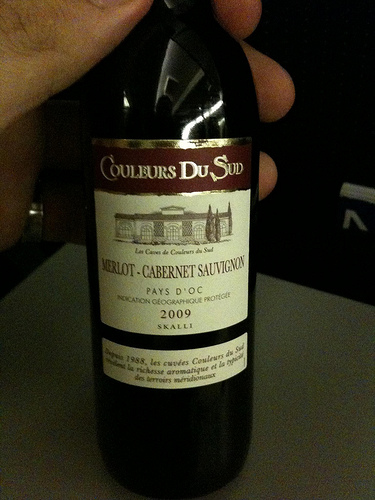 COULEURS DU SUD
Les Caves de Couleurs du Sud
MERLOT - CABERNET SAUVIGNON
PAYS D'OC
INDICATION GÉOGRAPHIQUE PROTÉGÉE
2009
SKALLI
Depuis 1988, les cuvées Couleurs du Sud
la richesse aromatique et la typicité
des terroirs méridionaux